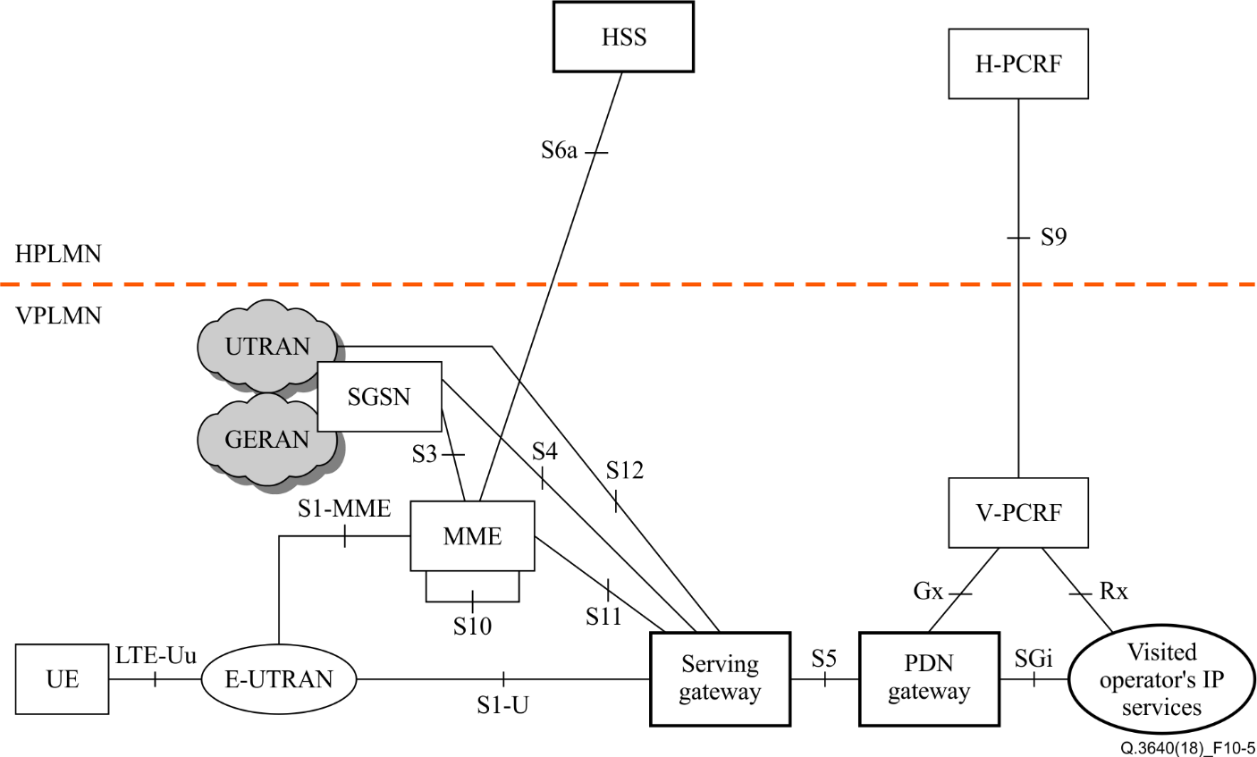 HSS
H-PCRF
S6a
S9
HPLMN
VPLMN
UTRAN
SGSN
GERAN
S3
S4
S12
S1-MME
MME
V-PCRF
Gx
Rx
S10
S11
UE
LTE-Uu
E-UTRAN
S1-U
Serving
gateway
S5
PDN
gateway
SGi
Visited
operator's IP
services
Q.3640(18)_F10-5